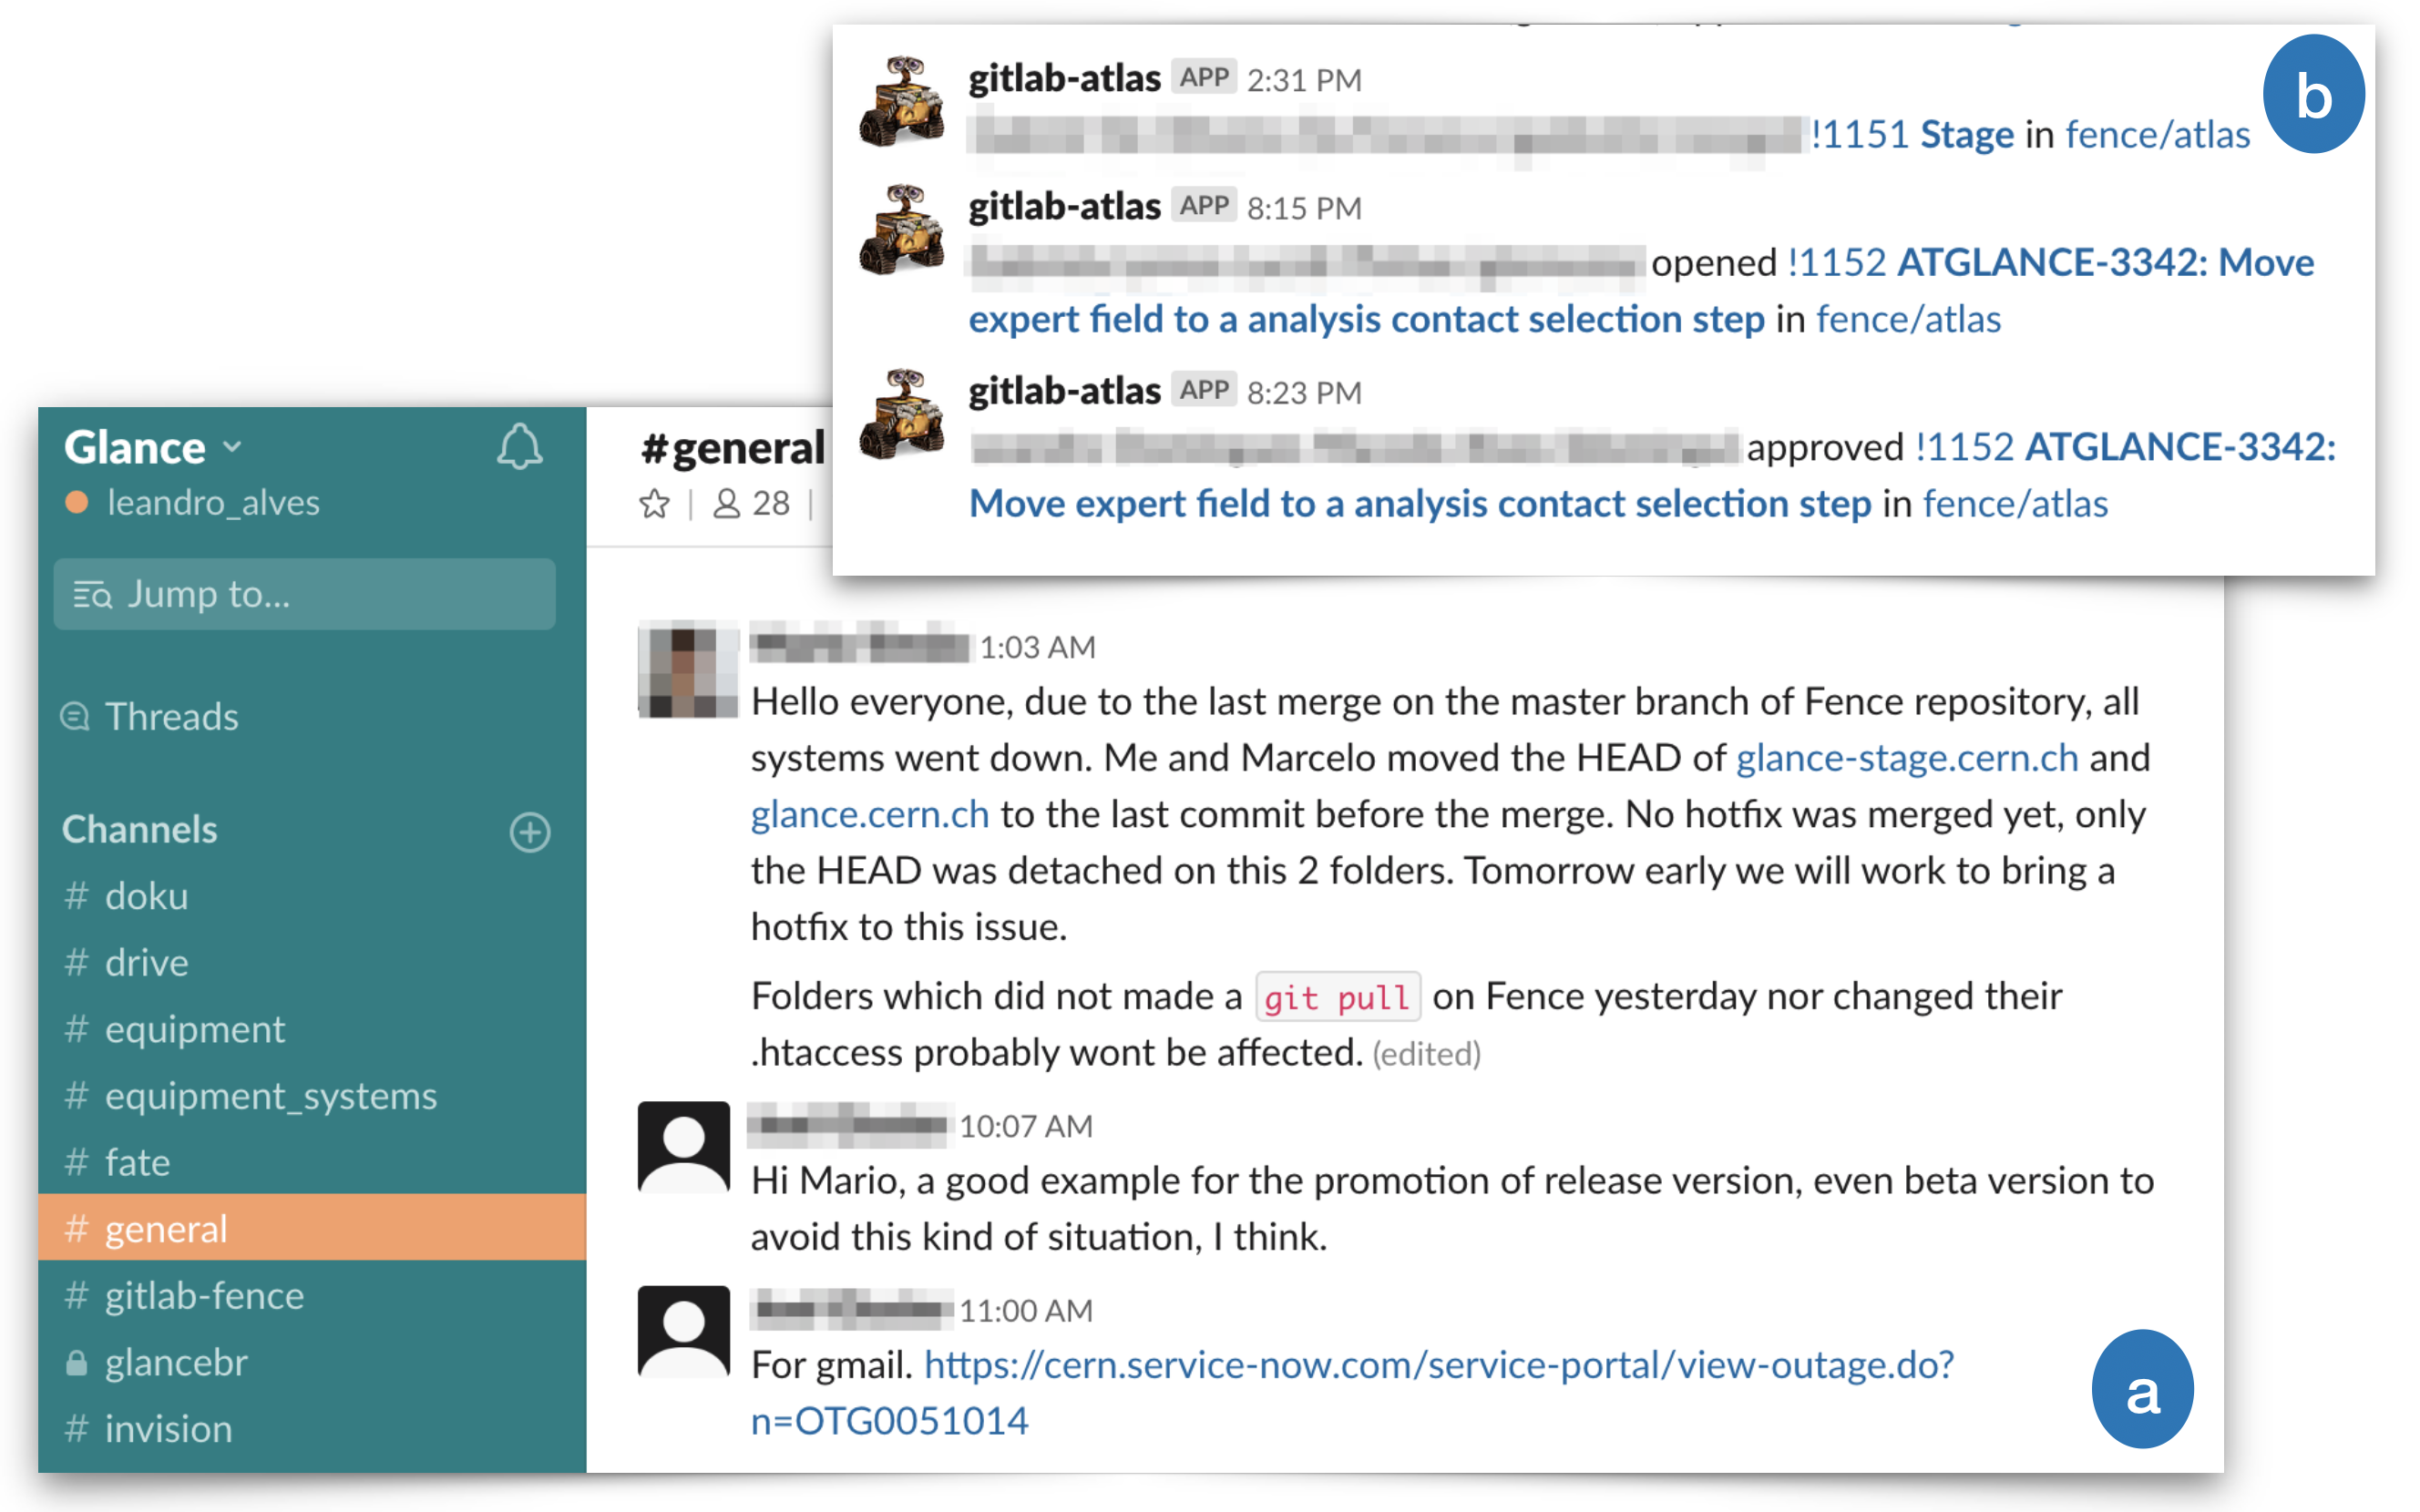 gitlab-atlas APP 2:31 PM
!1151 Stage in fence/atlas
b
gitlab-atlas APP 8:15 PM
opened !1152 ATGLANCE-3342: Move
expert field to a analysis contact selection step in fence/atlas
gitlab-atlas APP 8:23 PM
approved !1152 ATGLANCE-3342:
Move expert field to a analysis contact selection step in fence/atlas
Glance
leandro_alves
Jump to...
Threads
Channels
# doku
# drive
# equipment
# equipment_systems
# fate
# general
# gitlab-fence
glancebr
# invision
#general
28
1:03 AM
Hello everyone, due to the last merge on the master branch of Fence repository, all
systems went down. Me and Marcelo moved the HEAD of glance-stage.cern.ch and
glance.cern.ch to the last commit before the merge. No hotfix was merged yet, only
the HEAD was detached on this 2 folders. Tomorrow early we will work to bring a
hotfix to this issue.
Folders which did not made a git pull on Fence yesterday nor changed their
.htaccess probably wont be affected. (edited)
10:07 AM
Hi Mario, a good example for the promotion of release version, even beta version to
avoid this kind of situation, I think.
11:00 AM
For gmail. https://cern.service-now.com/service-portal/view-outage.do?
n=OTG0051014
a